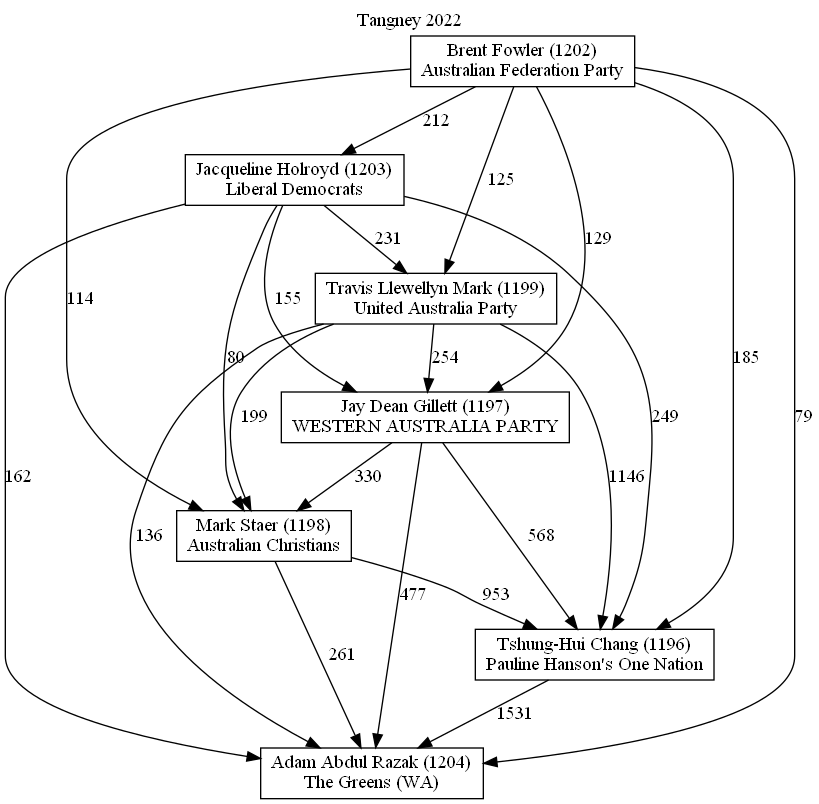 Tangney 2022
Brent Fowler (1202)
Australian Federation Party
212
Jacqueline Holroyd (1203)
Liberal Democrats
125
231
129
Travis Llewellyn Mark (1199)
United Australia Party
114
155
80
254
185
Jay Dean Gillett (1197)
WESTERN AUSTRALIA PARTY
199
249
79
162
330
1146
Mark Staer (1198)
Australian Christians
136
568
477
953
Tshung-Hui Chang (1196)
Pauline Hanson's One Nation
261
1531
Adam Abdul Razak (1204)
The Greens (WA)